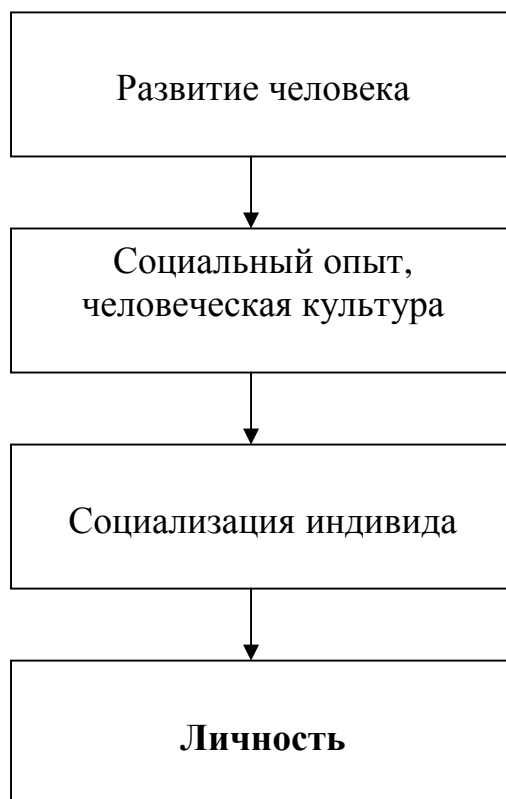 Развитие человека
Социальный опыт,
человеческая культура
Социализация индивида
Личность